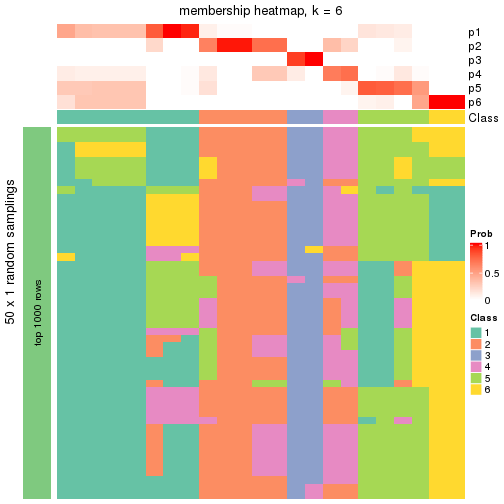 membership heatmap, k = 6
p1
p2
p3
p4
p5
p6
Class
50 x 1 random samplings
top 1000 rows
Prob
1
0.5
0
Class
1
2
3
4
5
6